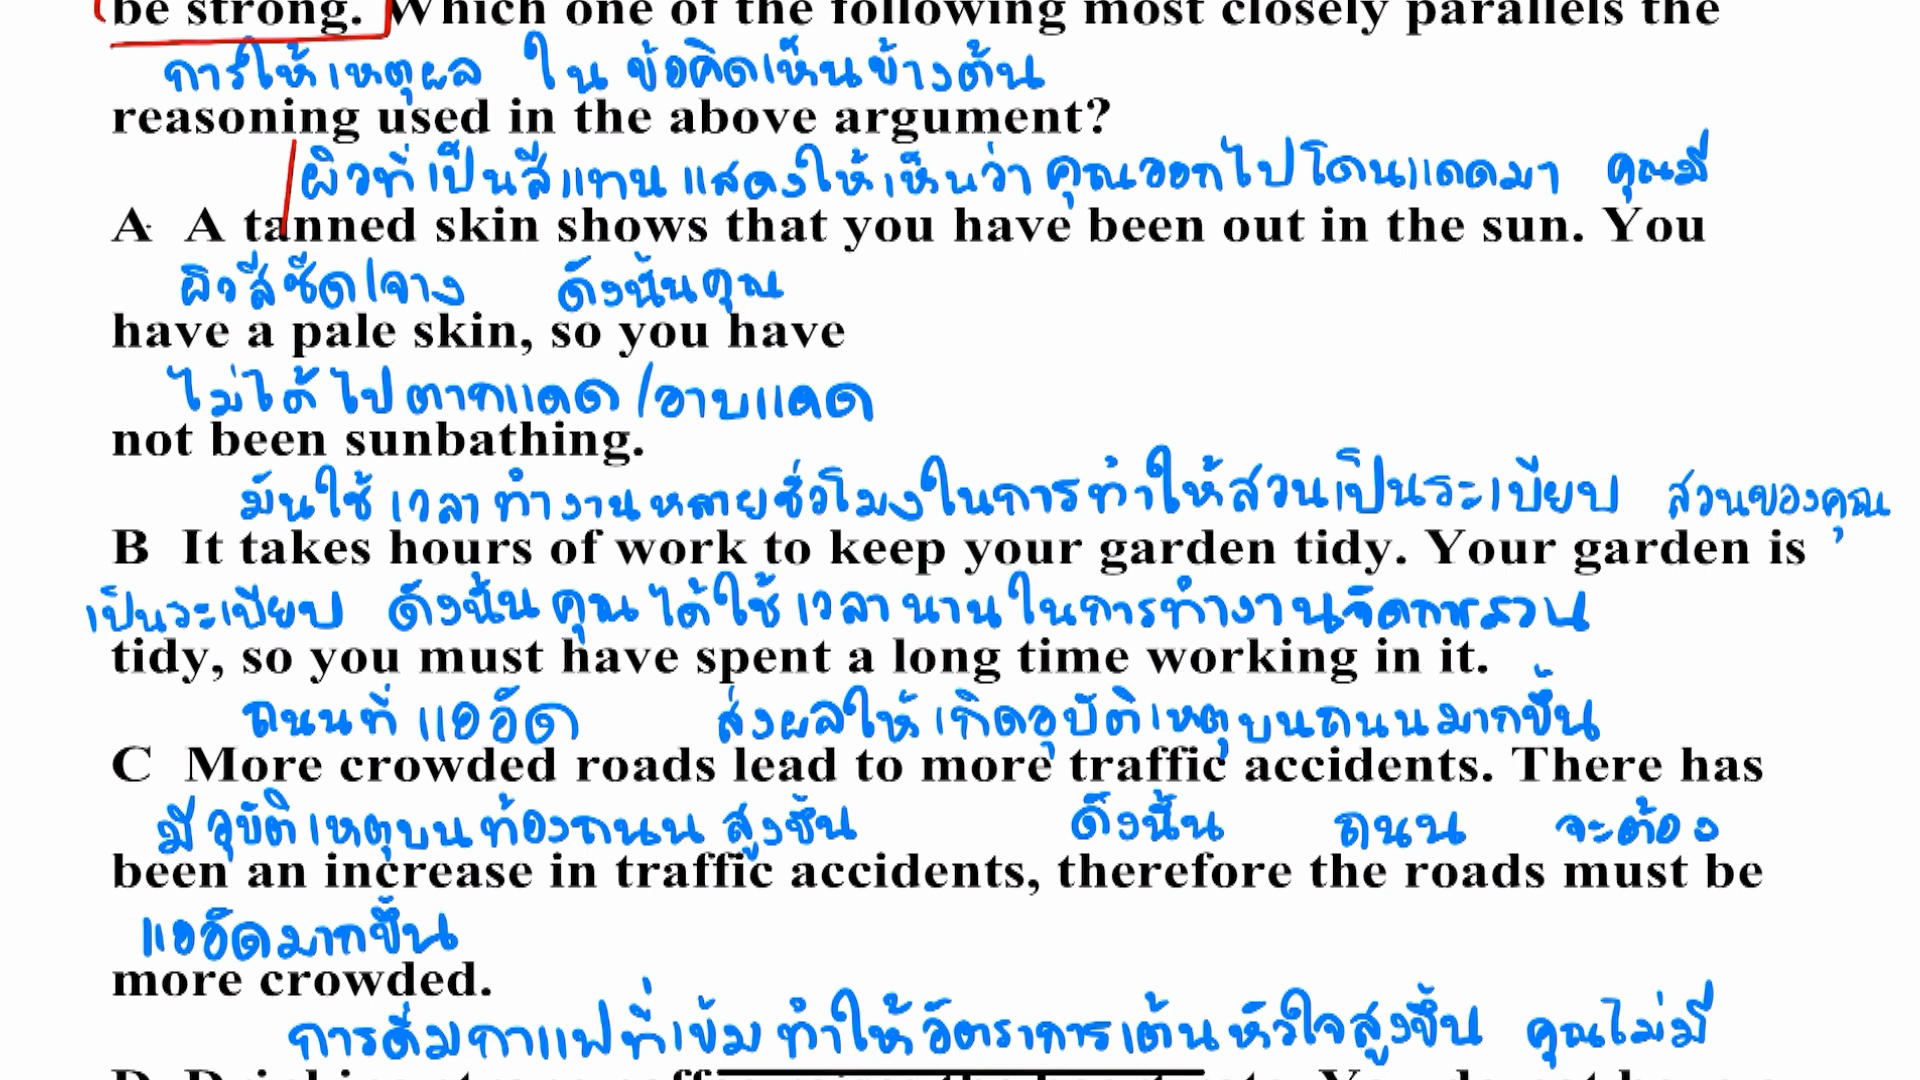 be strong. Which one of the following most closely parallels the
การให้เหตุผล ใน ข้อคิดเห็นข้างต้น
reasoning used in the above argument?
ผิวที่เป็นสีแทน แสดงให้เห็นว่า คุณออกไปโดนแดดมา คุณมี
A A tanned skin shows that you have been out in the sun. You
ผิวสีซีด/จาง ดังนั้นคุณ
have a pale skin, so you have
ไม่ได้ไปตากแดด/อาบแดด
not been sunbathing.
มันใช้เวลาทำงานหลายชั่วโมงในการทำให้สวนเป็นระเบียบ สวนของคุณ
B It takes hours of work to keep your garden tidy. Your garden is
เป็นระเบียบ ดังนั้นคุณได้ใช้เวลานานในการทำงานจัดการสวน
tidy, so you must have spent a long time working in it.
ถนนที่แออัด ส่งผลให้เกิดอุบัติเหตุบนถนนมากขึ้น
C More crowded roads lead to more traffic accidents. There has
มีอุบัติเหตุบนท้องถนนสูงขึ้น ดังนั้น ถนน จะต้อง
been an increase in traffic accidents, therefore the roads must be
แออัดมากขึ้น
more crowded.
การดื่มกาแฟที่เข้ม ทำให้อัตราการเต้นหัวใจสูงขึ้น คุณไม่มี